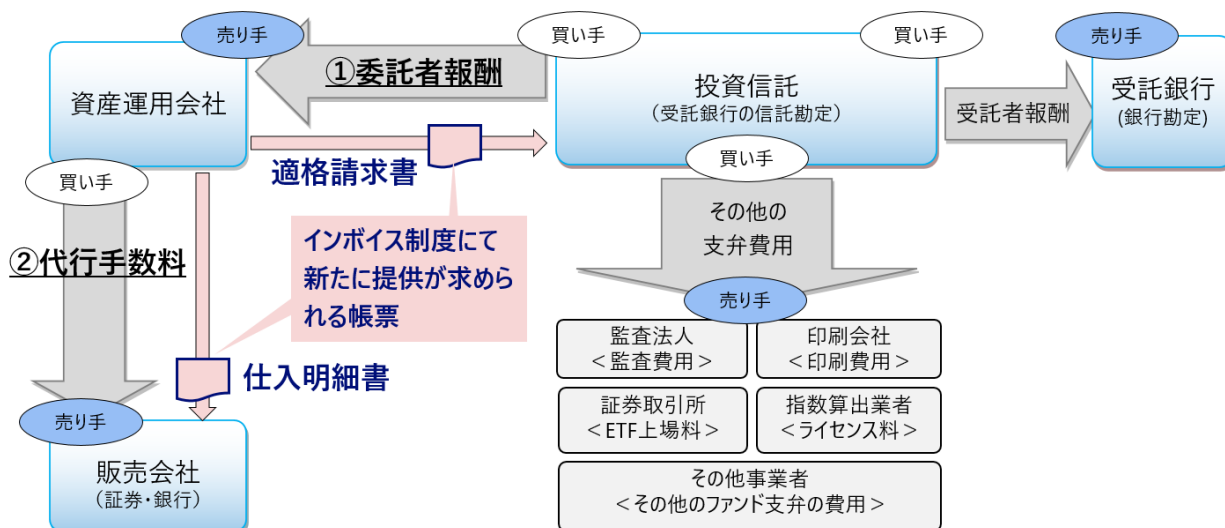 売り手
買い手
買い手
売り手
①委託者報酬
資産運用会社
投資信託
（受託銀行の信託勘定）
受託者報酬
受託銀行
(銀行勘定)
適格請求書
買い手
買い手
その他の
支弁費用
インボイス制度にて
新たに提供が求めら
れる帳票
②代行手数料
売り手
監査法人
＜監査費用＞
印刷会社
＜印刷費用＞
仕入明細書
証券取引所
＜ETF上場料＞
指数算出業者
＜ライセンス料＞
売り手
販売会社
（証券・銀行）
その他事業者
＜その他のファンド支弁の費用＞